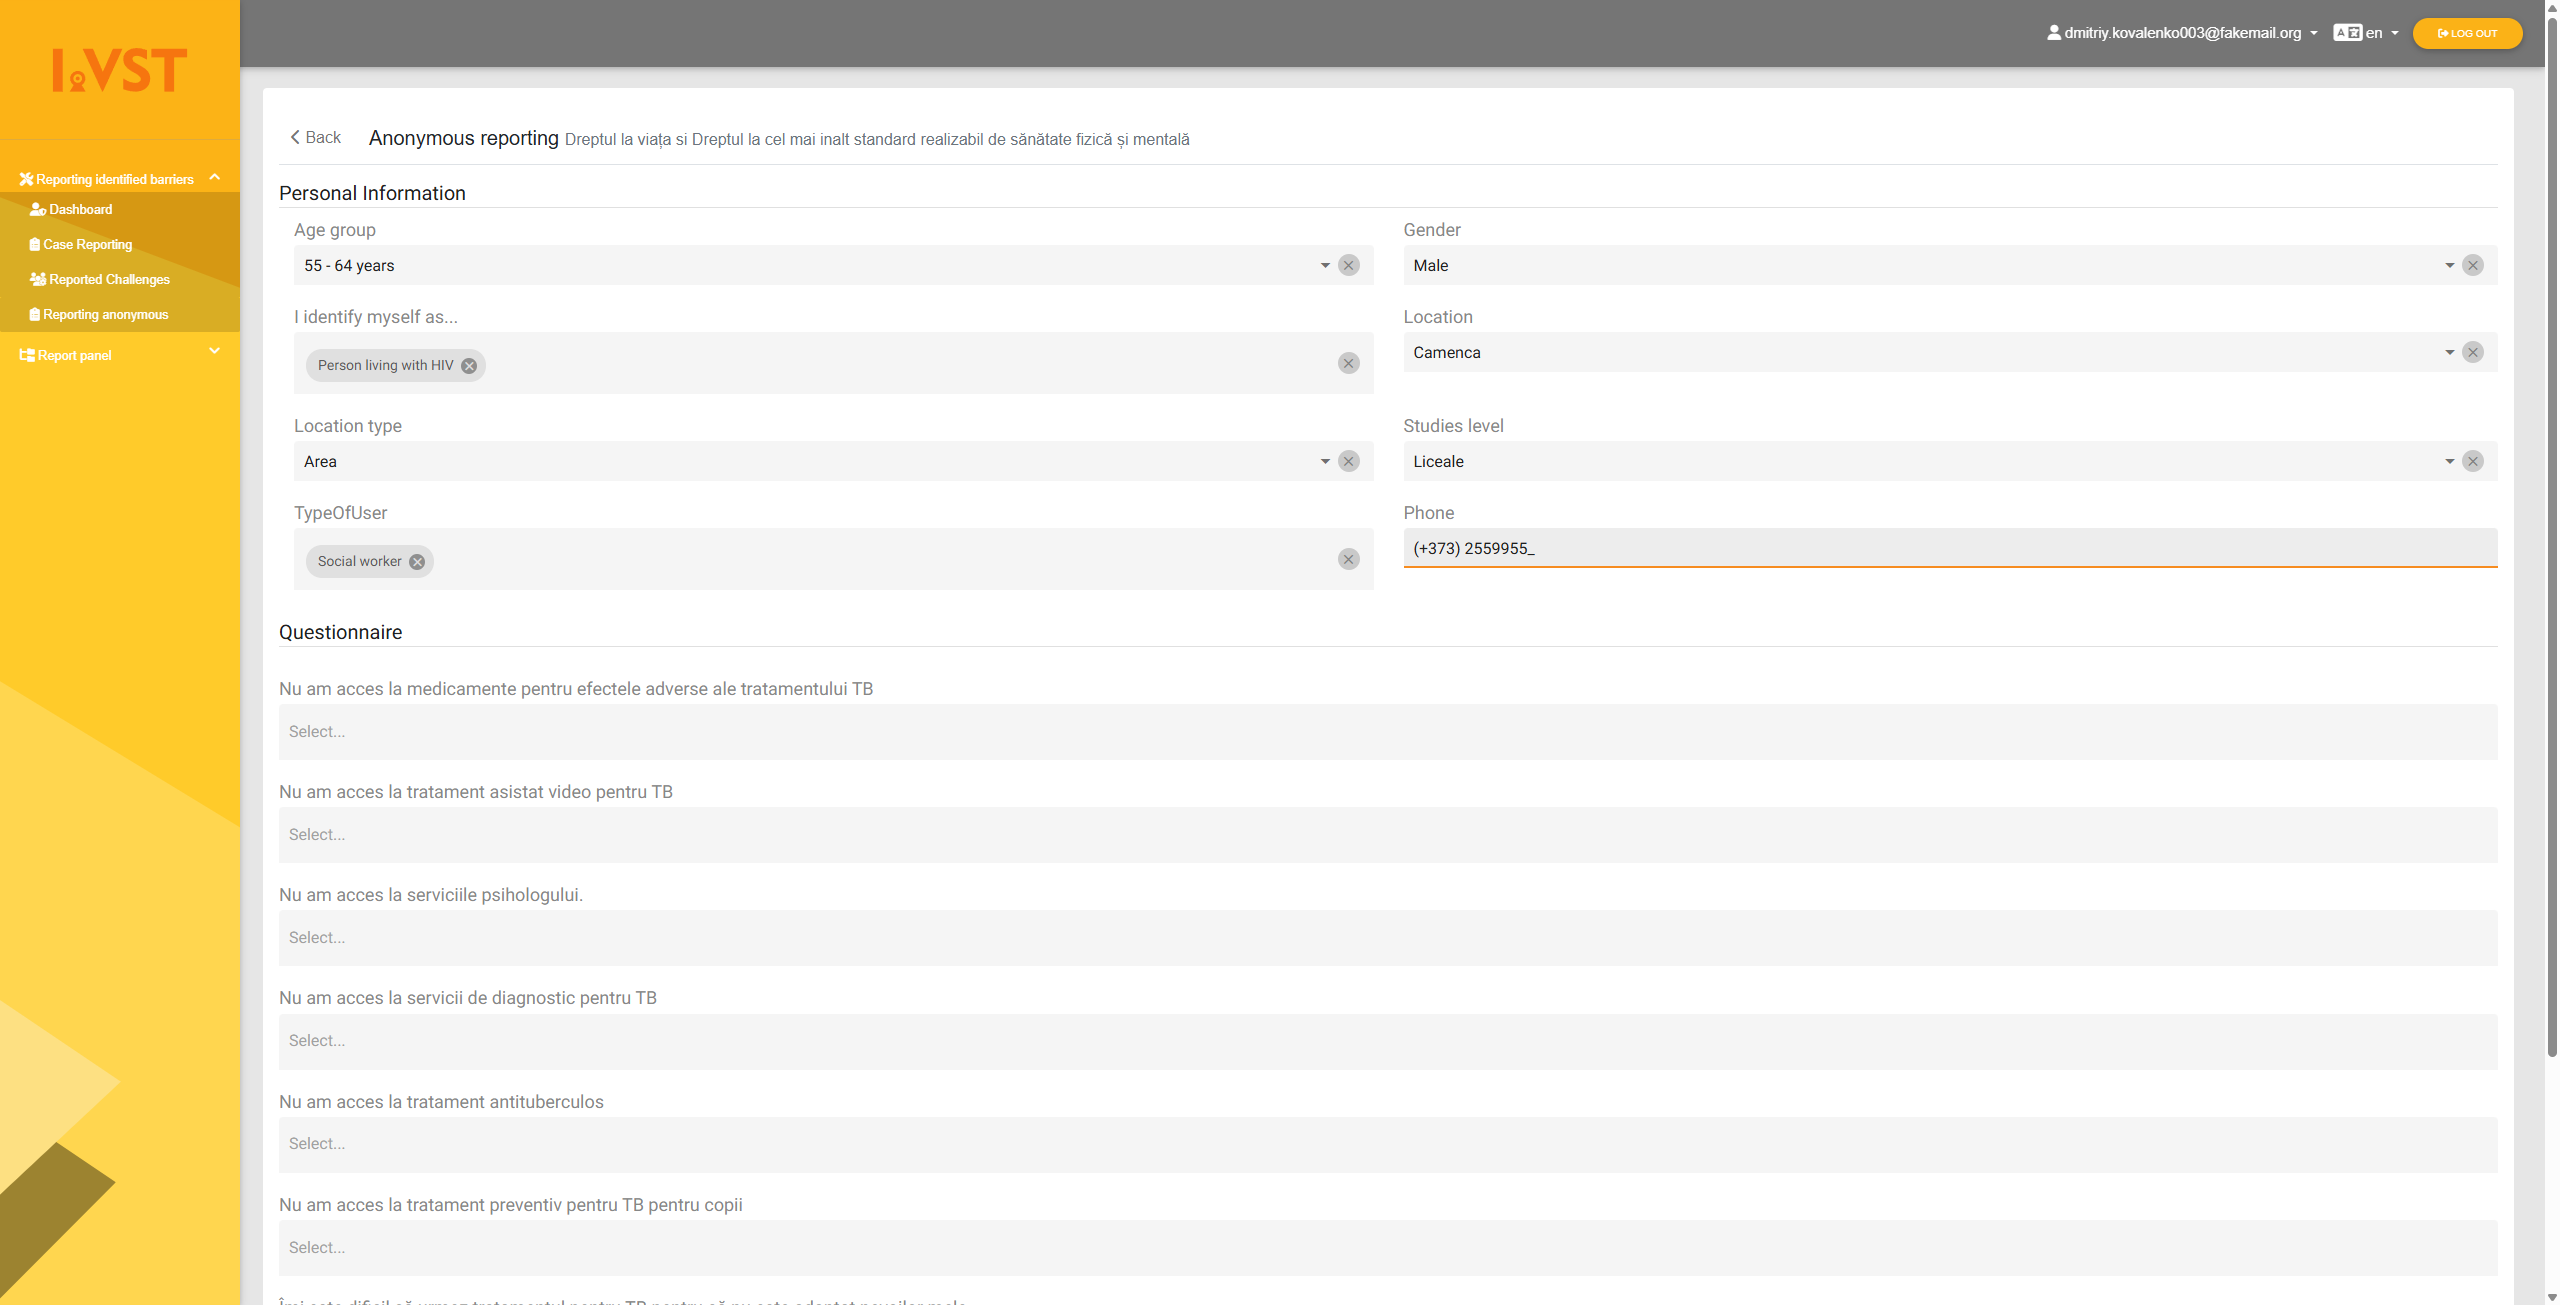 I.VST
dmitriy.kovalenko003@fakemail.org
en
LOG OUT
Reporting identified barriers
Dashboard
Case Reporting
Reported Challenges
Reporting anonymous
Report panel
Back
Anonymous reporting Dreptul la viața si Dreptul la cel mai inalt standard realizabil de sănătate fizică și mentală
Personal Information
Age group
55 - 64 years
Gender
Male
I identify myself as...
Person living with HIV
Location
Camenca
Location type
Area
Studies level
Liceale
TypeOfUser
Social worker
Phone
(+373) 2559955_
Questionnaire
Nu am acces la medicamente pentru efectele adverse ale tratamentului TB
Select...
Nu am acces la tratament asistat video pentru TB
Select...
Nu am acces la serviciile psihologului.
Select...
Nu am acces la servicii de diagnostic pentru TB
Select...
Nu am acces la tratament antituberculos
Select...
Nu am acces la tratament preventiv pentru TB pentru copii
Select...